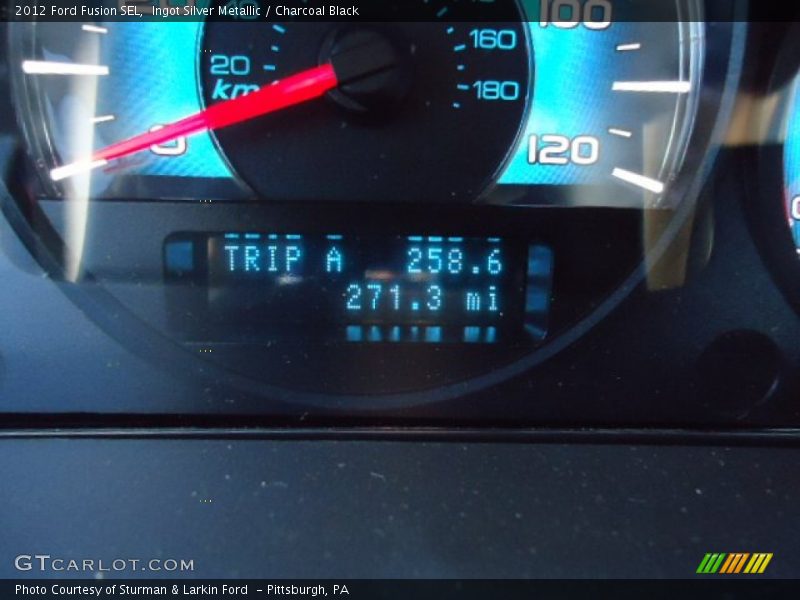 2012 Ford Fusion SEL,  Ingot Silver Metallic / Charcoal Black
100
160
20
180
km
0
120
TRIP A 258.6
271.3 mi
GTCARLOT.COM
Photo Courtesy of Sturman & Larkin Ford  - Pittsburgh, PA